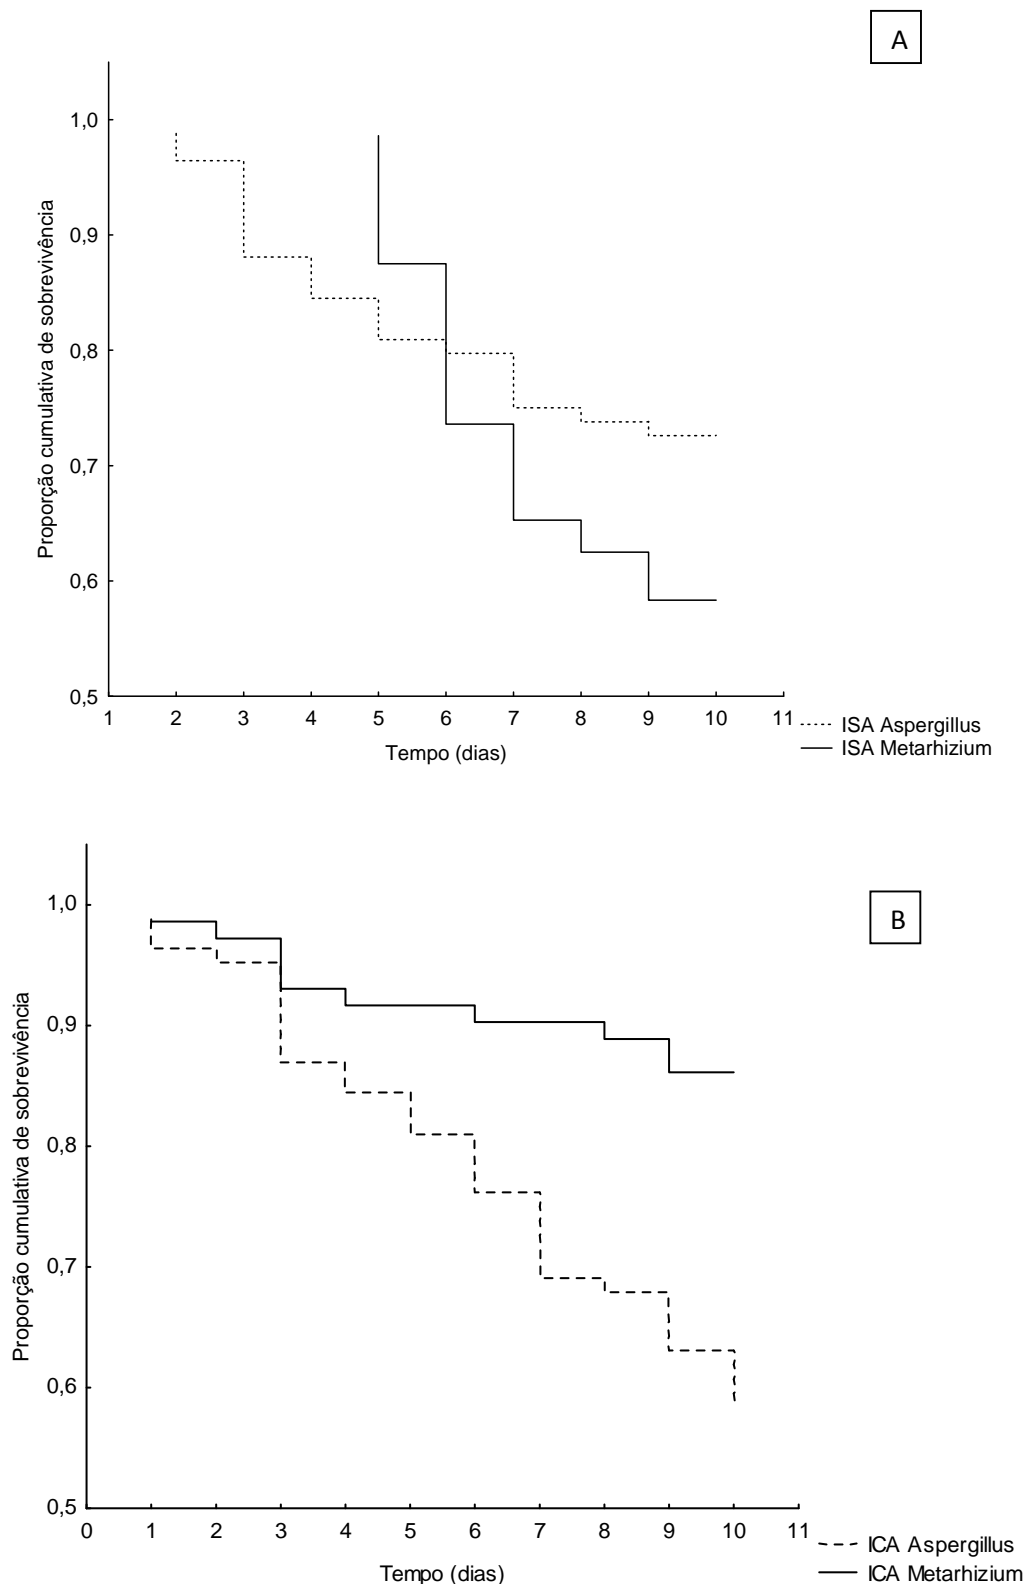 A
1,0
0,9
0,8
0,7
0,6
0,5
Proporção cumulativa de sobrevivência
1 2 3 4 5 6 7 8 9 10 11
Tempo (dias)
ISA Aspergillus
ISA Metarhizium
B
1,0
0,9
0,8
0,7
0,6
0,5
Proporção cumulativa de sobrevivência
0 1 2 3 4 5 6 7 8 9 10 11
Tempo (dias)
ICA Aspergillus
ICA Metarhizium